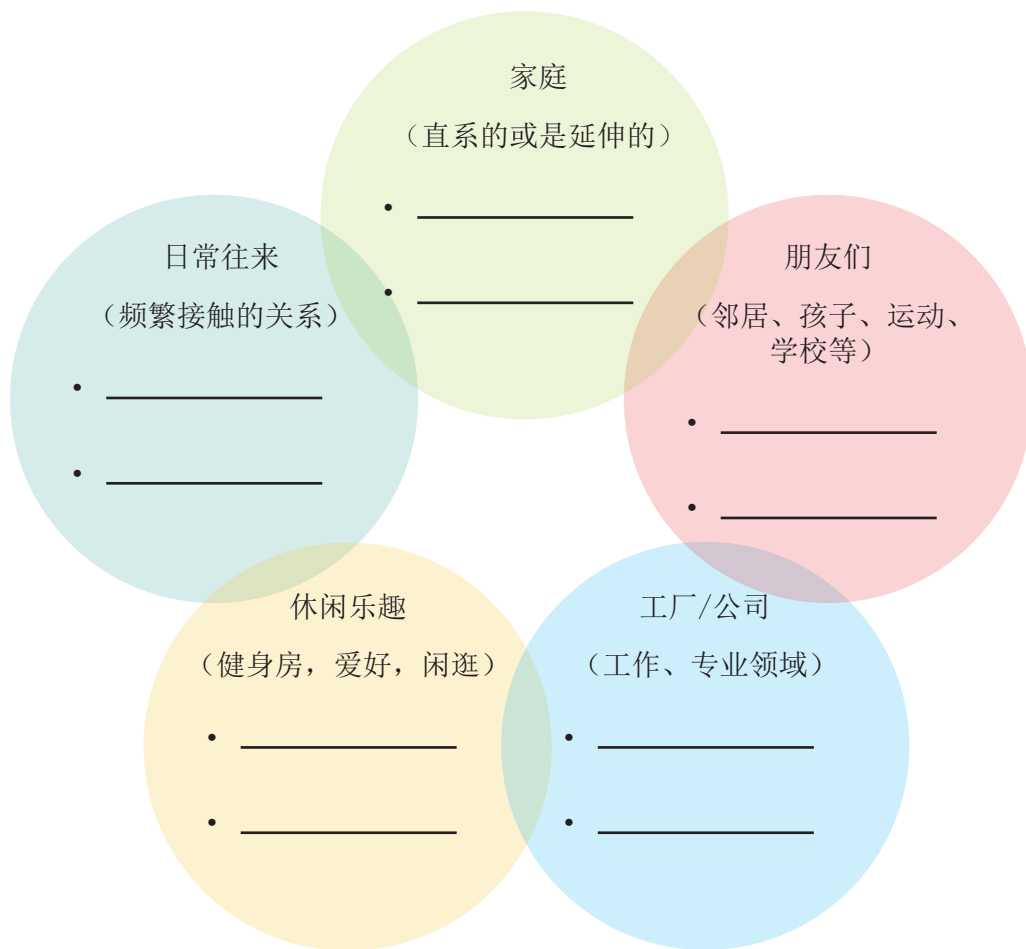 家庭
（直系的或是延伸的）
•
•
日常往来
（频繁接触的关系）
•
•
朋友们
（邻居、孩子、运动、
学校等）
•
•
休闲乐趣
（健身房，爱好，闲逛）
•
•
工厂/公司
（工作、专业领域）
•
•